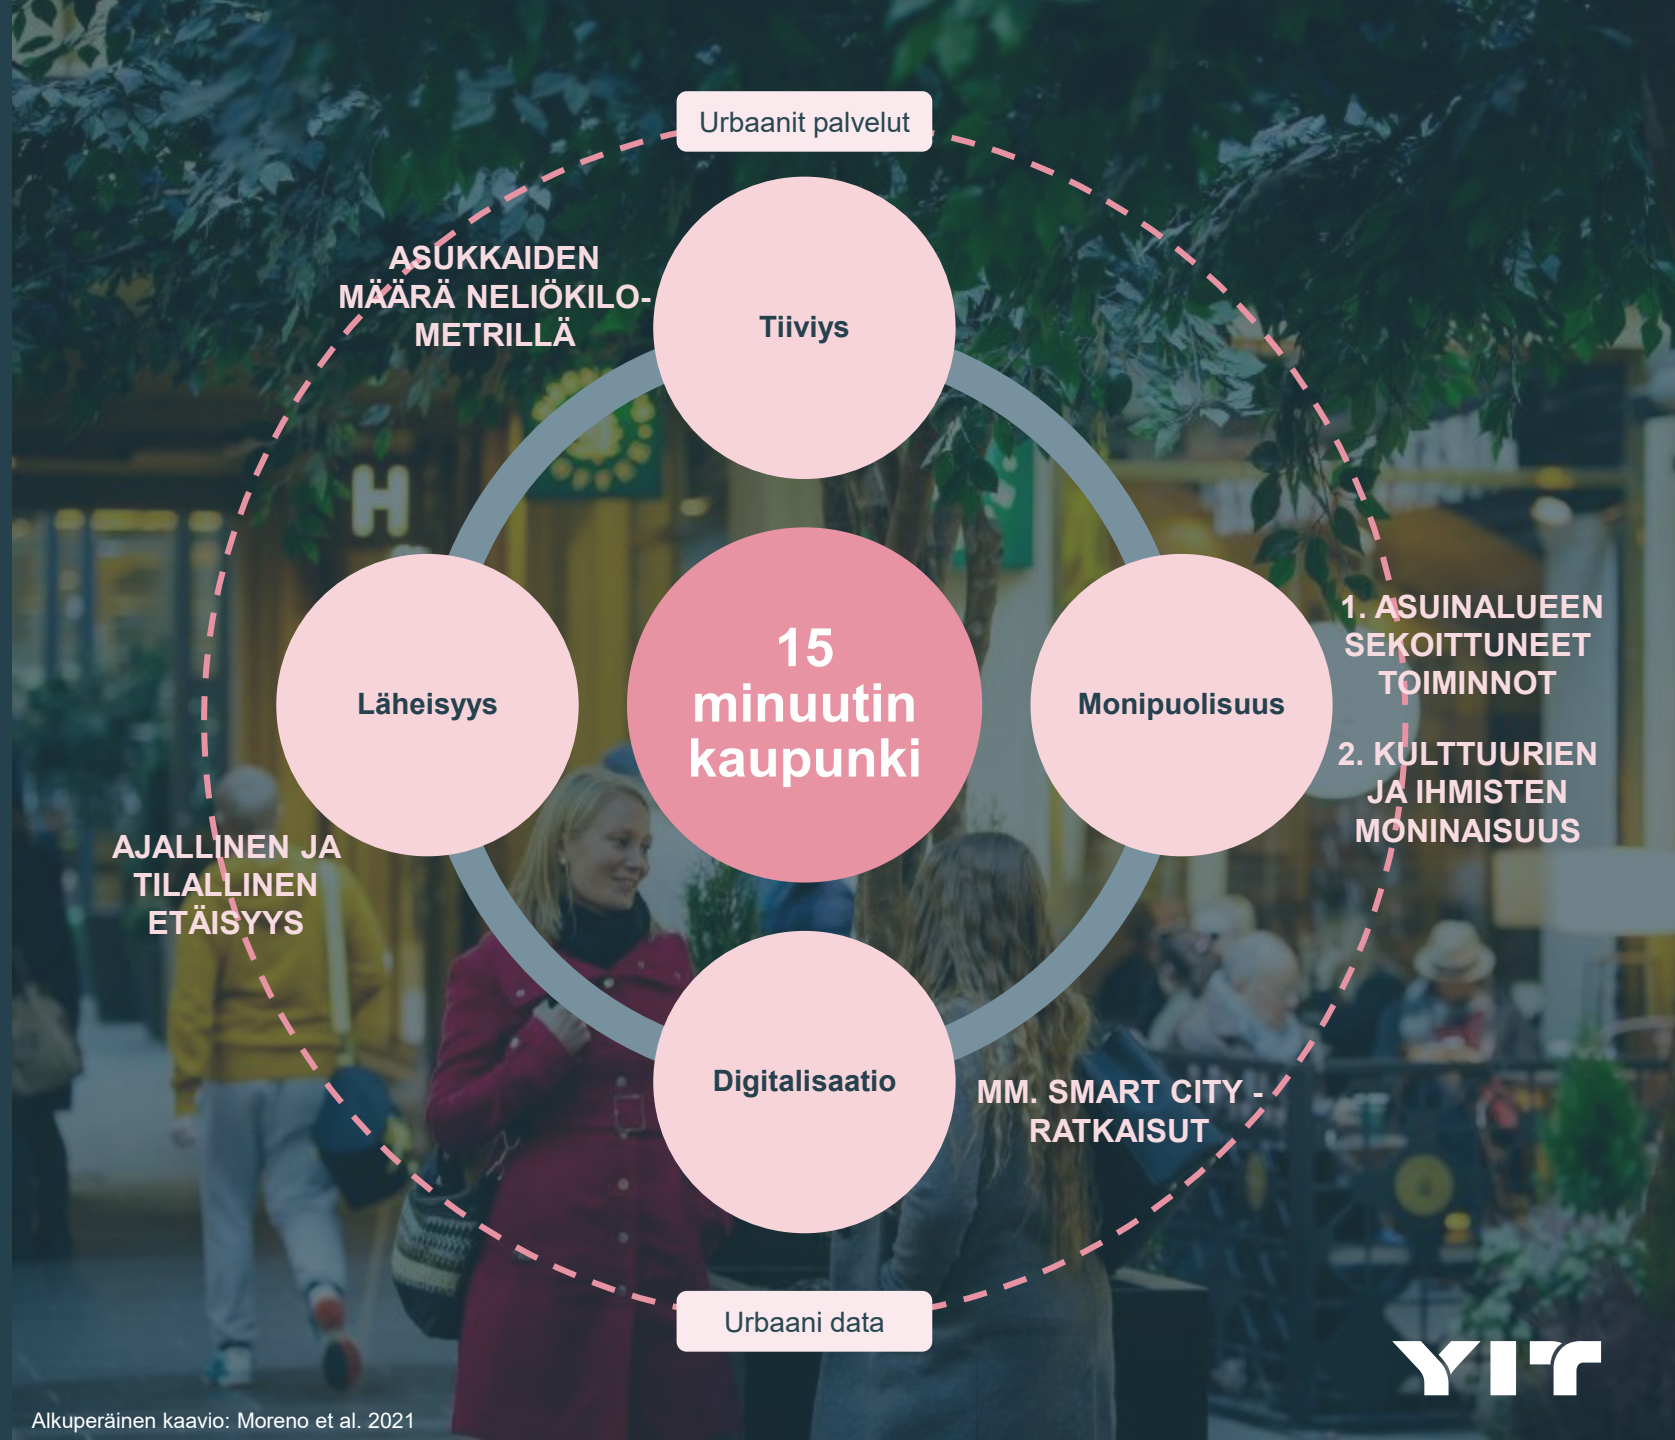 Urbaanit palvelut
ASUKKAIDEN
MÄÄRÄ NELIÖKILO-
METRILLÄ
Tiiviys
H
15
minuutin
kaupunki
Läheisyys
Monipuolisuus
1. ASUINALUEEN
SEKOITTUNEET
TOIMINNOT
2. KULTTUURIEN
JA IHMISTEN
MONINAISUUS
AJALLINEN JA
TILALLINEN
ETÄISYYS
Digitalisaatio
MM. SMART CITY -
RATKAISUT
Urbaani data
YIT
Alkuperäinen kaavio: Moreno et al. 2021